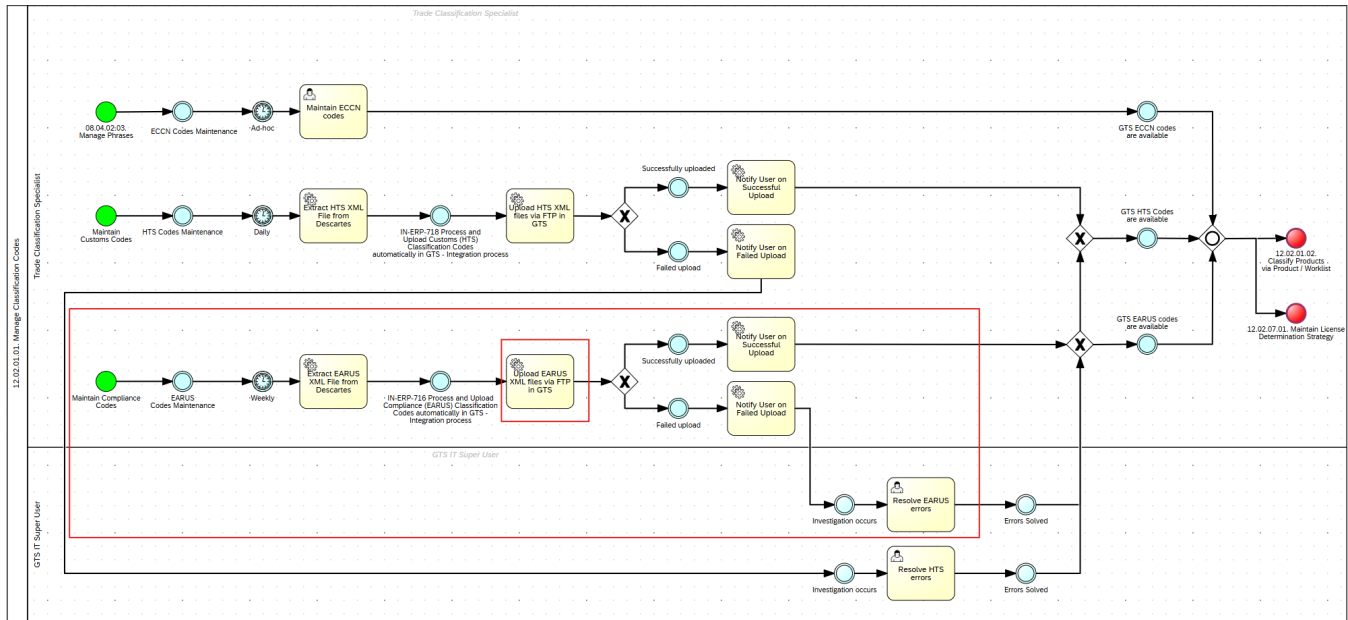 Trade Classification Specialist
12.02.01.01. Manage Classification Codes
Trade Classification Specialist
08.04.02:03.
Manage Phrases
ECCN Codes Maintenance
Ad-hoc
Maintain ECCN
codes
GTS ECCN codes
are available
Maintain
Customs Codes
HTS Codes Maintenance
Daily
Extract HTS XML
File from
Descartes
IN-ERP-718 Process and
Upload Customs (HTS)
Classification Codes
automatically in GTS - Integration process
Upload HTS XML
files via FTP in
GTS
X
Successfully uploaded
Notify User on
Successful
Upload
Failed upload
Notify User on
Failed Upload
X
GTS HTS Codes
are available
12.02.01.02.
Classify Products
via Product / Worklist
12.02.07.01. Maintain License
Determination Strategy
Maintain Compliance
Codes
EARUS
Codes Maintenance
Weekly
Extract EARUS
XML File from
Descartes
IN-ERP-716 Process and Upload
Compliance (EARUS) Classification
Codes automatically in GTS -
Integration process
Upload EARUS
XML files via FTP
in GTS
X
Successfully uploaded
Notify User on
Successful
Upload
Failed upload
Notify User on
Failed Upload
X
GTS EARUS codes
are available
GTS IT Super User
GTS IT Super User
Investigation occurs
Resolve EARUS
errors
Errors Solved
Investigation occurs
Resolve HTS
errors
Errors Solved